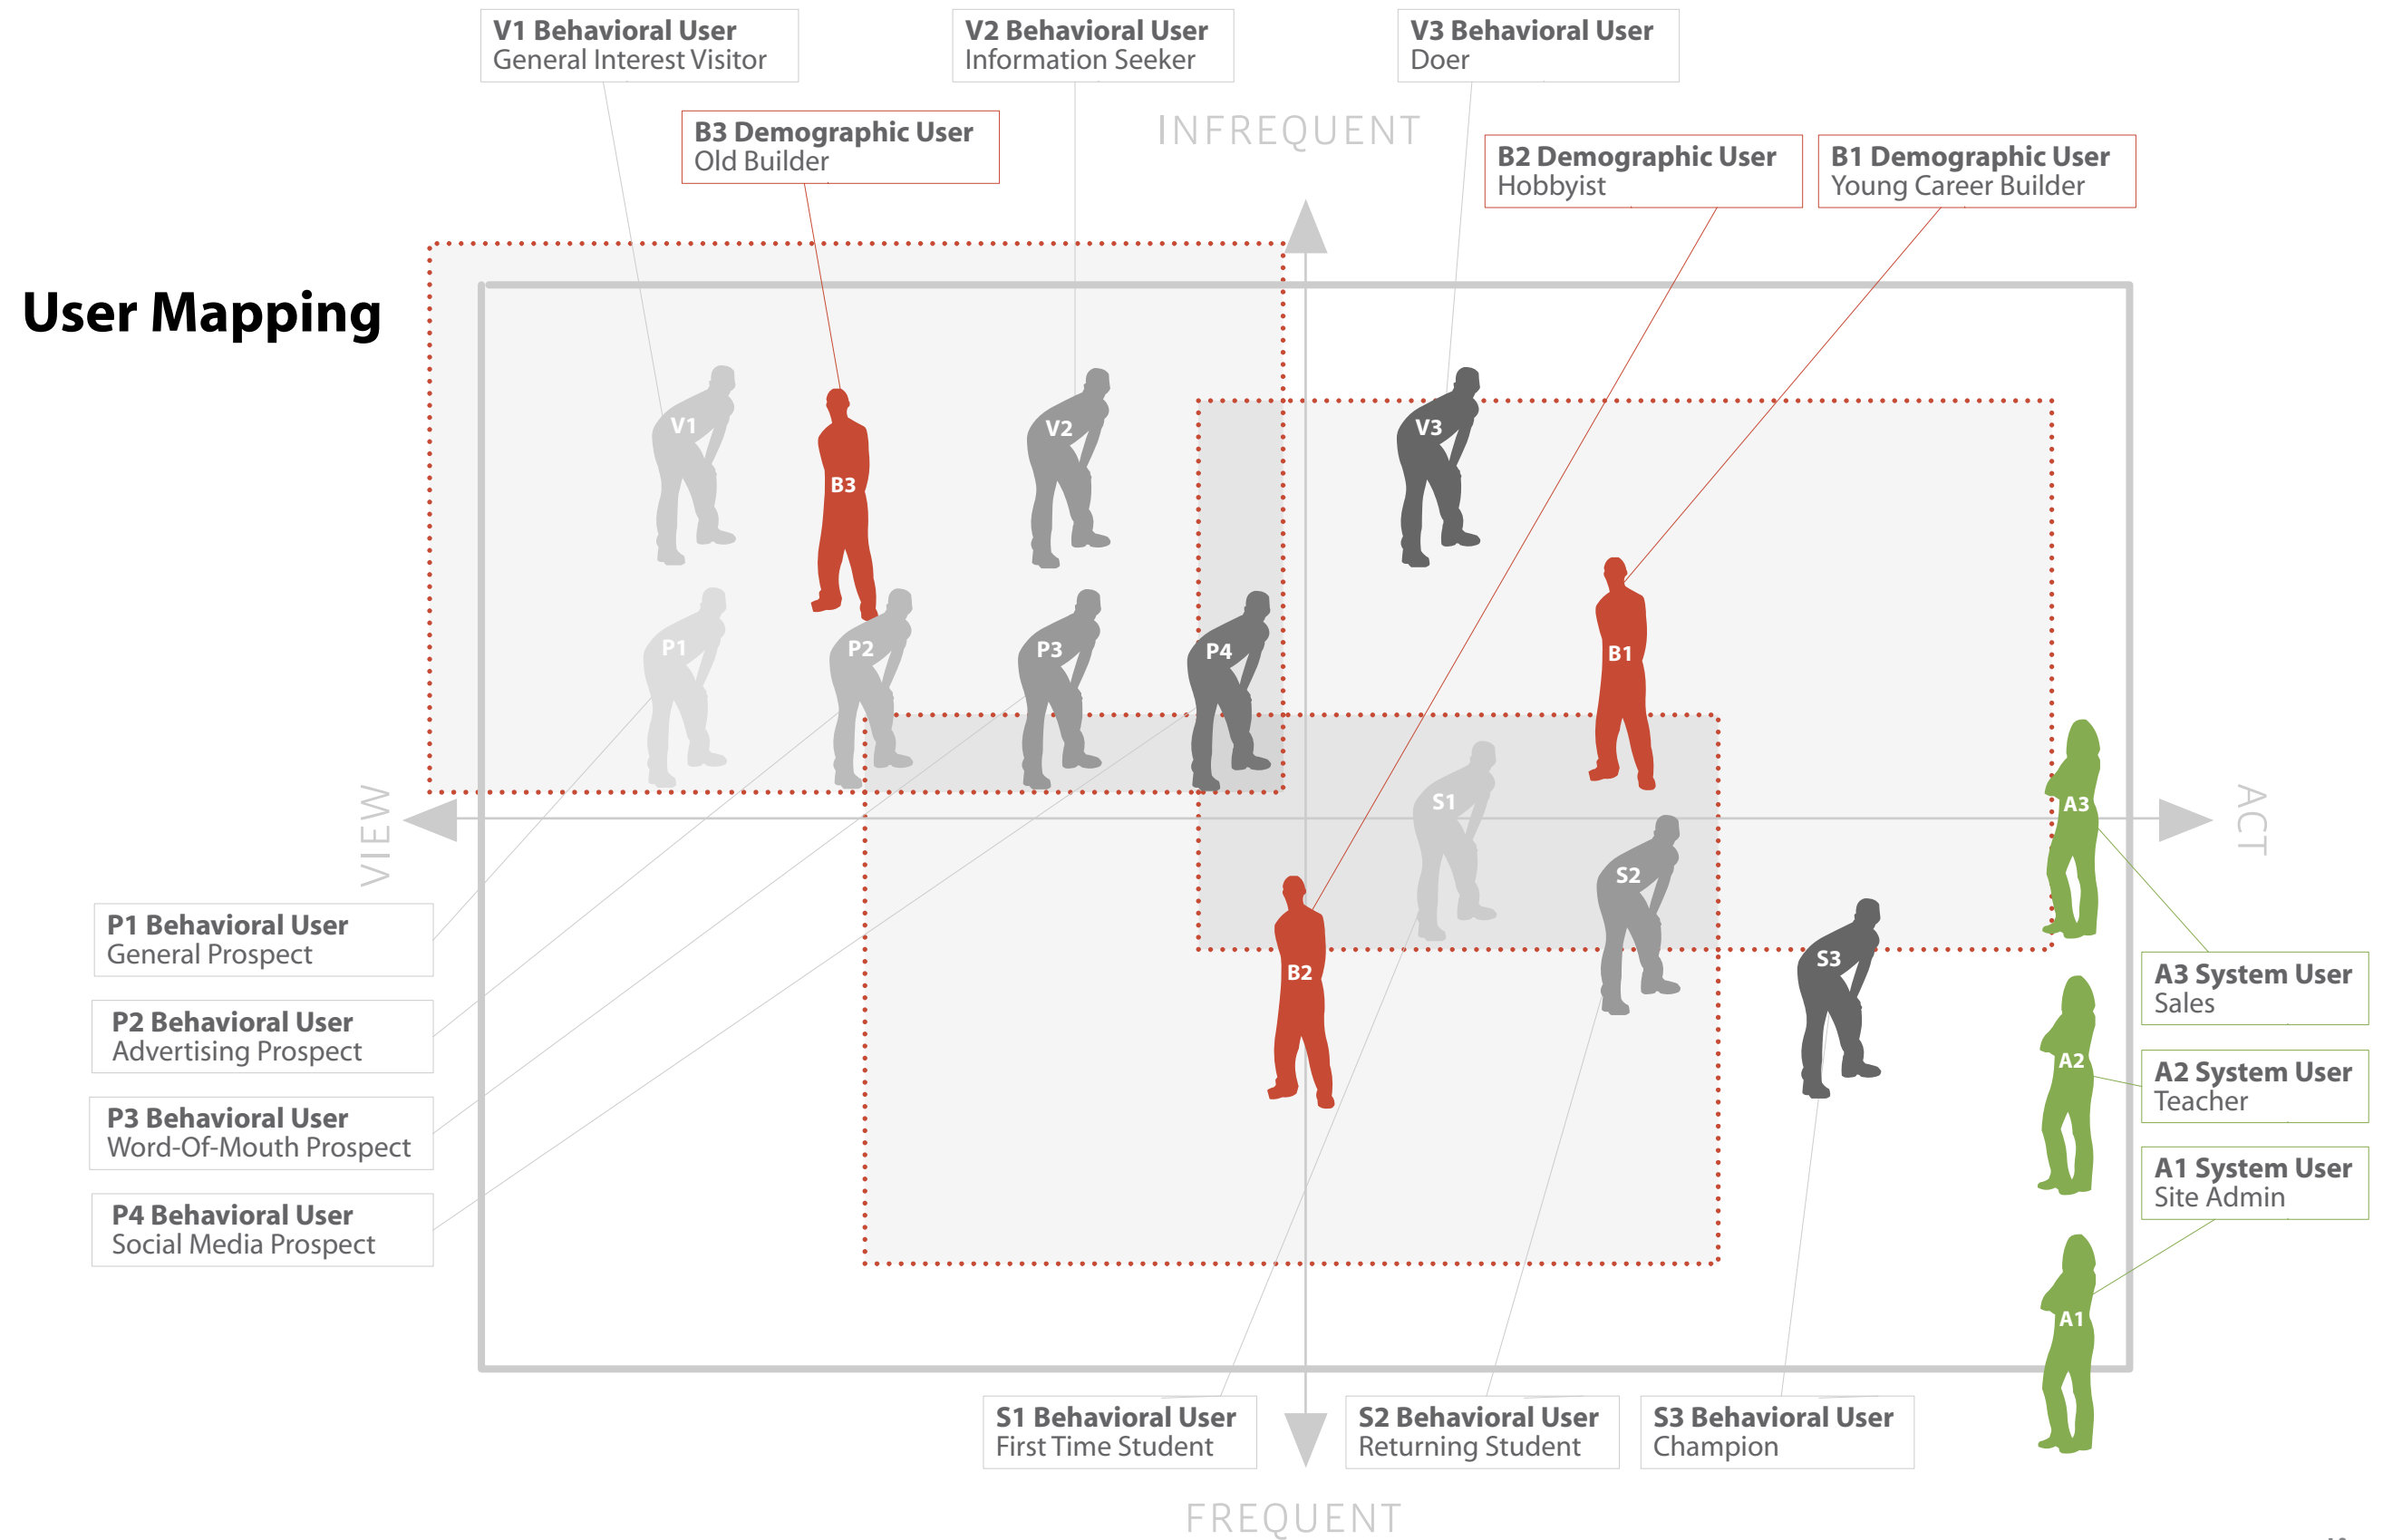 V1 Behavioral User
General Interest Visitor
V2 Behavioral User
Information Seeker
V3 Behavioral User
Doer
B3 Demographic User
Old Builder
INFREQUENT
B2 Demographic User
Hobbyist
B1 Demographic User
Young Career Builder
User Mapping
V1
V2
V3
B3
P1
P2
P3
P4
B1
VIEW
S1
A3
ACT
S2
P1 Behavioral User
General Prospect
B2
S3
A3 System User
Sales
P2 Behavioral User
Advertising Prospect
A2
A2 System User
Teacher
P3 Behavioral User
Word-Of-Mouth Prospect
A1 System User
Site Admin
P4 Behavioral User
Social Media Prospect
A1
S1 Behavioral User
First Time Student
S2 Behavioral User
Returning Student
S3 Behavioral User
Champion
FREQUENT